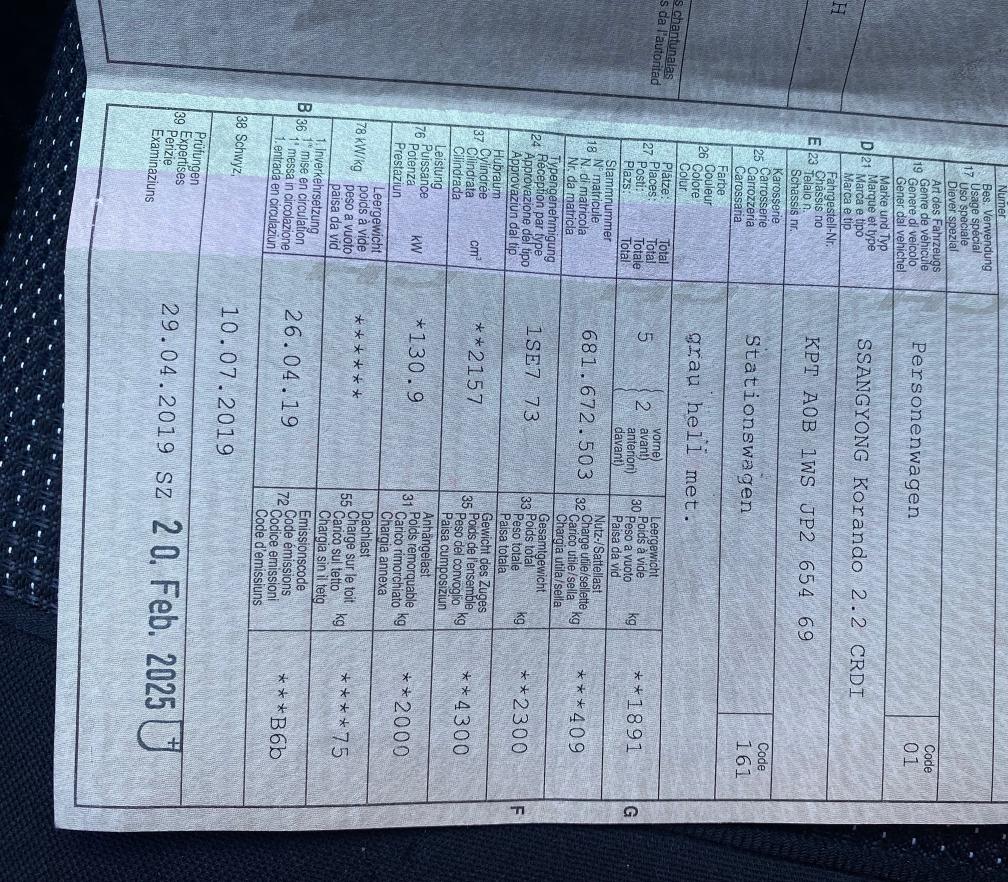 H
s chantunalas
s da l'autoritad
Bes. Verwendung
17 Usage spécial
Uso speciale
Diever spezial
Art des Fahrzeugs
19 Genre de véhicule
Genere di veicolo
Gener dal vehichel
Personenwagen
Code
01
Marke und Typ
D 21 Marque et type
Marca e tipo
Marca e tip
SSANGYONG Korando 2.2 CRDI
Fahrgestell-Nr.
E 23 Châssis no
Telaio n.
Schassis nr.
KPT A0B 1WS JP2 654 69
Karosserie
25 Carrosserie
Carrozzeria
Carossaria
Stationswagen
Code
161
Farbe
26 Couleur
Colore
Colur
grau hell met.
Plätze: Total
27 Places: Total
Posti: Totale
Plazs: Total
5
2
vorne)
avant)
anteriori)
davant)
Leergewicht
30 Poids à vide
Peso a vuoto kg
Paisa da vid
**1891
G
Stammnummer
18 N° matricule
N. di matricola
Nr. da matricla
681.672.503
Nutz-/Sattellast
32 Charge utile/sellette
Carico utile/sella kg
Chargia utila/sella
***409
Typengenehmigung
24 Réception par type
Approvazione del tipo
Approvaziun dal tip
1SE7 73
Gesamtgewicht
33 Poids total
Peso totale kg
Paisa totala
**2300
F
Hubraum
37 Cylindrée
Cilindrata cm³
Cilindrada
**2157
Gewicht des Zuges
35 Poids de l'ensemble
Peso del convoglio kg
Paisa cumposiziun
**4300
Leistung
76 Puissance
Potenza kW
Prestaziun
*130.9
Anhängelast
31 Poids remorquable
Carico rimorchiato kg
Chargia annexa
**2000
Leergewicht
78 kW/kg poids à vide
peso a vuoto
paisa da vid
******
Dachlast
55 Charge sur le toit
Carico sul tetto kg
Chargia sin il tetg
****75
1. Inverkehrsetzung
B 36 1re mise en circulation
1a messa in circolazione
1. entrada en circulaziun
26.04.19
Emissionscode
72 Code émissions
Codice emissioni
Code d'emissiuns
***B6b
38 Schwyz,
10.07.2019
Prüfungen
39 Expertises
Perizie
Examinaziuns
29.04.2019 SZ 20. Feb. 2025